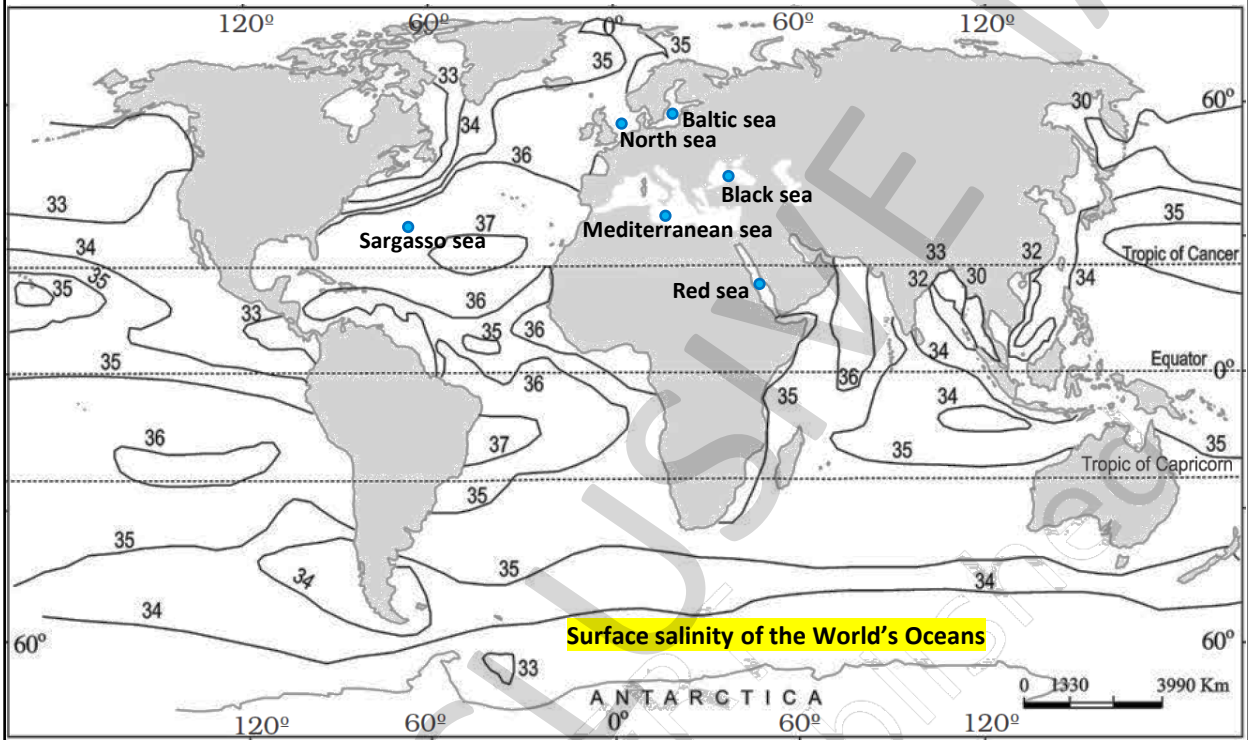 120º 60º 0º 60º 120º
35
35
35
33
30
60º
34
Baltic sea
North sea
36
Black sea
33
35
37
Mediterranean sea
Sargasso sea
34
33 32
Tropic of Cancer
35
32 30
34
35
Red sea
36
33
36
35
34
35
Equator
0º
36
36
35
34
36
37
35
35
Tropic of Capricorn
35
35
35
34
34
34
Surface salinity of the World's Oceans
60º
60º
33
ANTARCTICA
0 1330 3990 Km
120º 60º 0º 60º 120º